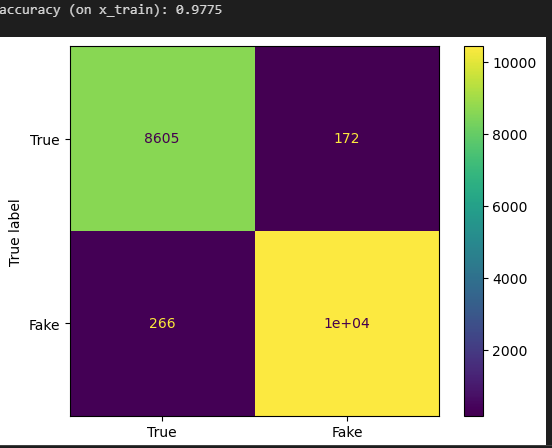 accuracy (on x_train): 0.9775
True 8605 172
Fake 266 1e+04
True label
True Fake
10000
8000
6000
4000
2000